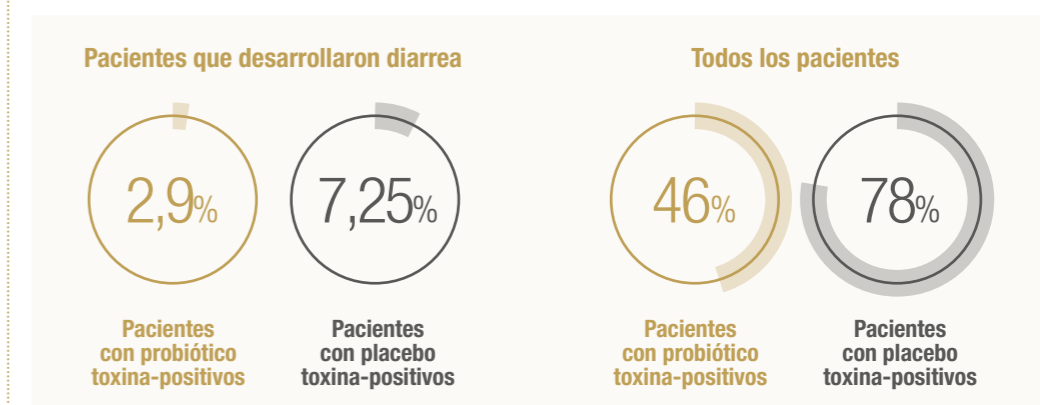 Pacientes que desarrollaron diarrea
2,9%
7,25%
Pacientes
con probiótico
toxina-positivos
Pacientes
con placebo
toxina-positivos
Todos los pacientes
46%
78%
Pacientes
con probiótico
toxina-positivos
Pacientes
con placebo
toxina-positivos